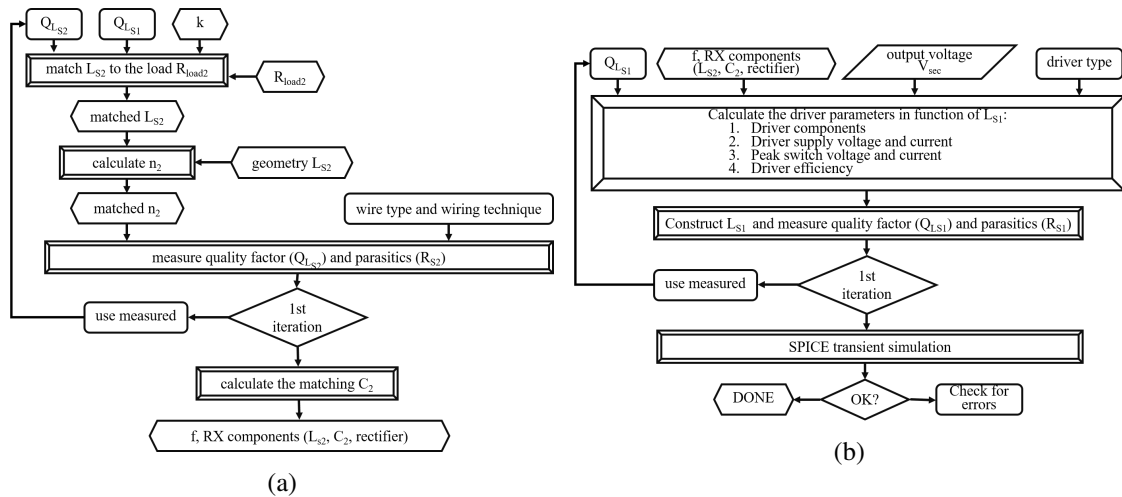 Q_{L_{S2}}
Q_{L_{S1}}
k
match L_{S2} to the load R_{load2}
R_{load2}
matched L_{S2}
calculate n_2
geometry L_{S2}
matched n_2
wire type and wiring technique
measure quality factor (Q_{L_{S2}}) and parasitics (R_{S2})
use measured
1st
iteration
calculate the matching C_2
f, RX components (L_{s2}, C_2, rectifier)
(a)
Q_{LS1}
f, RX components
(L_{S2}, C_2, rectifier)
output voltage
V_{sec}
driver type
Calculate the driver parameters in function of L_{S1}:
1. Driver components
2. Driver supply voltage and current
3. Peak switch voltage and current
4. Driver efficiency
Construct L_{S1} and measure quality factor (Q_{LS1}) and parasitics (R_{S1})
use measured
1st
iteration
SPICE transient simulation
DONE
OK?
Check for
errors
(b)